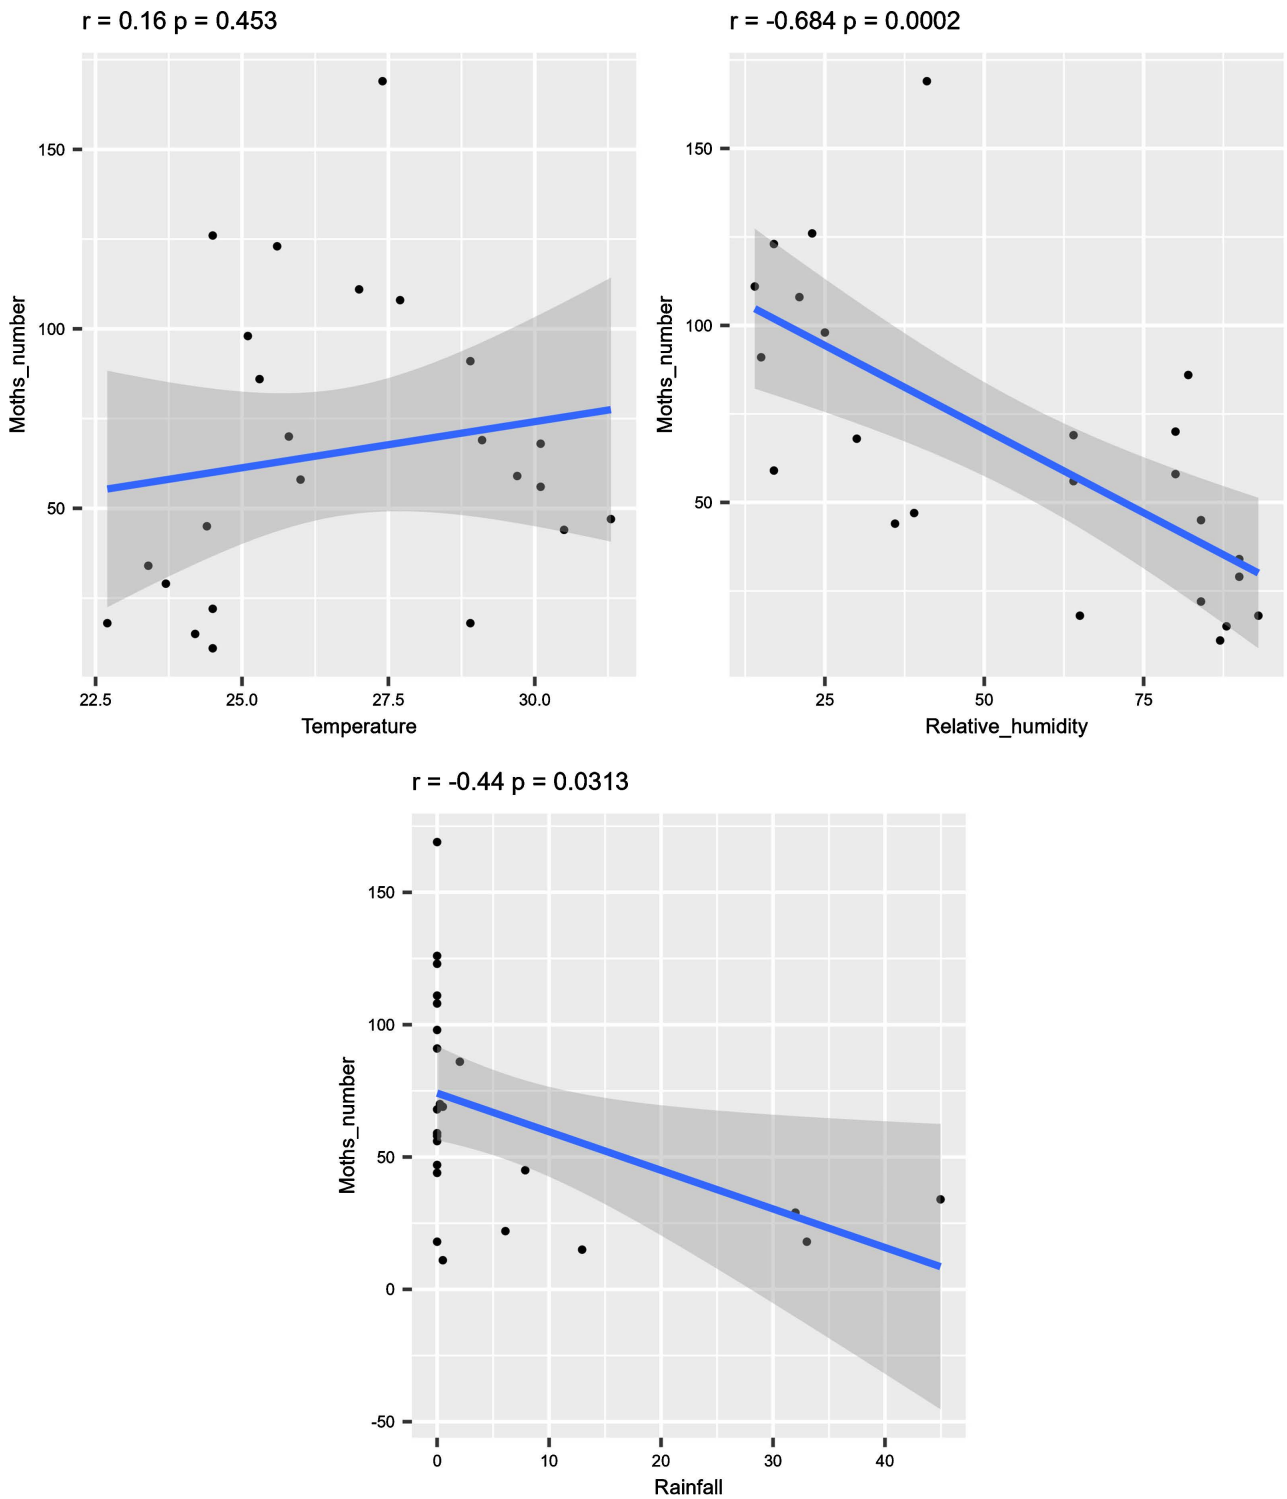 r = 0.16 p = 0.453
150
100
50
Moths_number
22.5 25.0 27.5 30.0
Temperature
r = -0.684 p = 0.0002
150
100
50
Moths_number
25 50 75
Relative_humidity
r = -0.44 p = 0.0313
150
100
50
0
-50
Moths_number
0 10 20 30 40
Rainfall